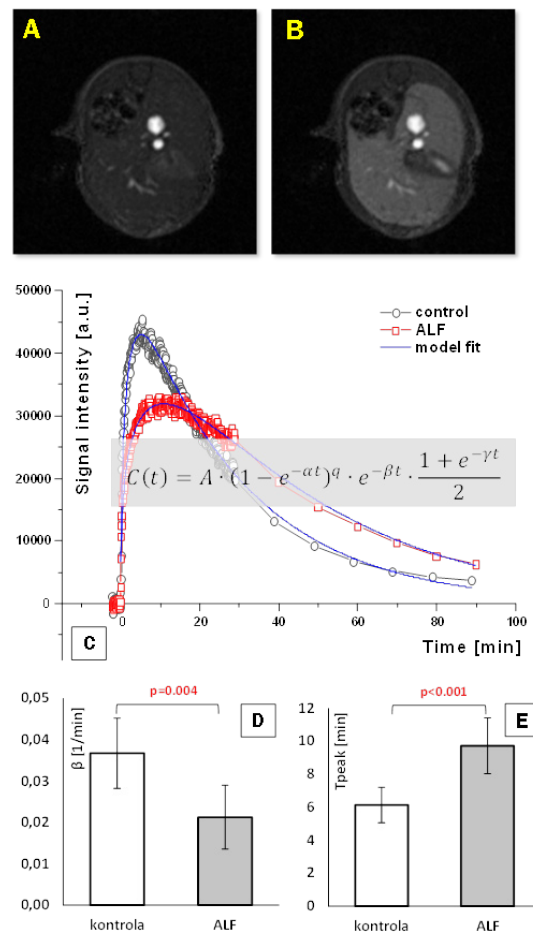 A
B
50000
40000
30000
20000
10000
0
Signal intensity [a.u.]
control
ALF
model fit
C(t) = A · (1 − e^{−αt})^q · e^{−βt} · \frac{1 + e^{−γt}}{2}
0
20
40
60
80
100
C
Time [min]
0,05
0,04
0,03
0,02
0,01
0,00
β [1/min]
p=0.004
D
kontrola
ALF
12
10
8
6
4
2
0
Tpeak [min]
p<0.001
E
kontrola
ALF